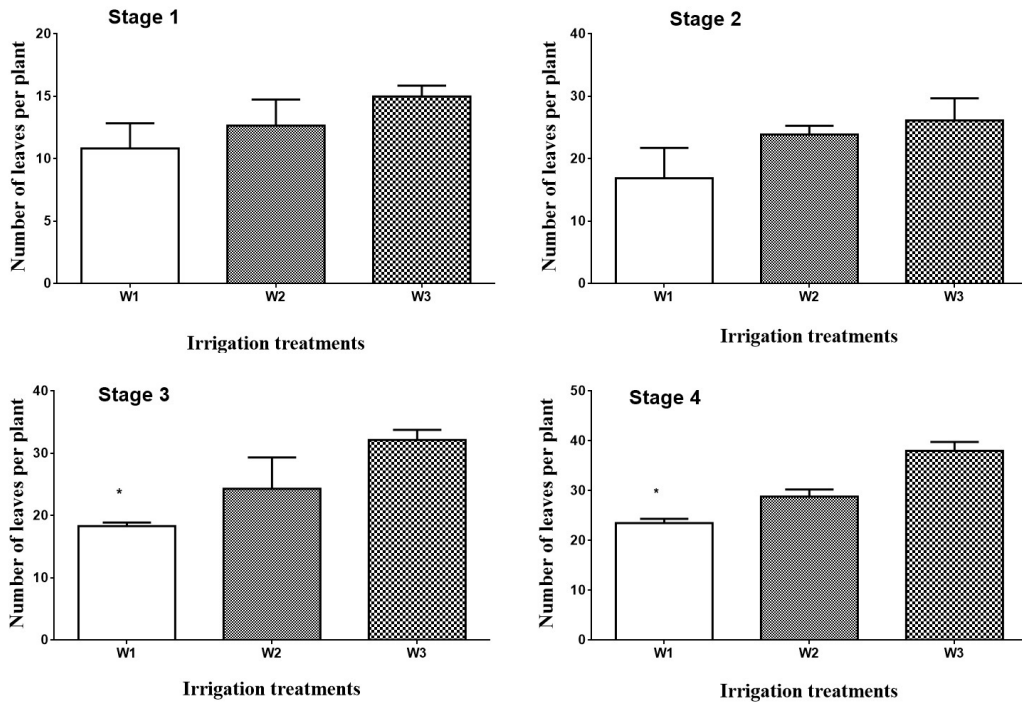 Stage 1
Number of leaves per plant
20
15
10
5
0
W1 W2 W3
Irrigation treatments
Stage 2
Number of leaves per plant
40
30
20
10
0
W1 W2 W3
Irrigation treatments
Stage 3
Number of leaves per plant
40
30
20
10
0
*
W1 W2 W3
Irrigation treatments
Stage 4
Number of leaves per plant
50
40
30
20
10
0
*
W1 W2 W3
Irrigation treatments